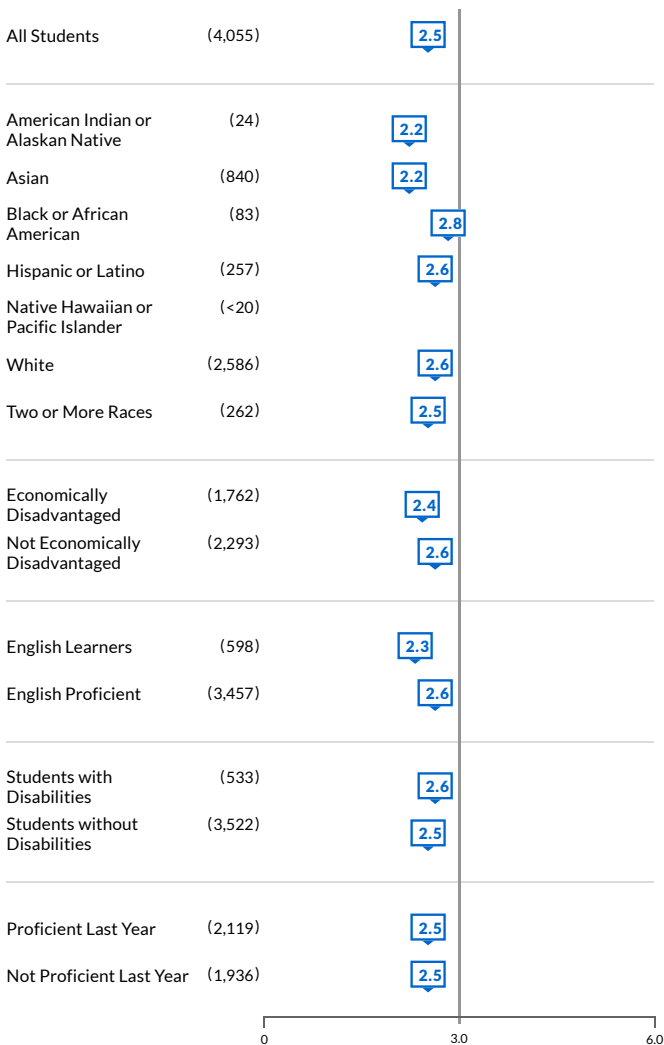 All Students (4,055) 2.5
American Indian or (24) 2.2
Alaskan Native
Asian (840) 2.2
Black or African (83) 2.8
American
Hispanic or Latino (257) 2.6
Native Hawaiian or (<20)
Pacific Islander
White (2,586) 2.6
Two or More Races (262) 2.5
Economically (1,762) 2.4
Disadvantaged
Not Economically (2,293) 2.6
Disadvantaged
English Learners (598) 2.3
English Proficient (3,457) 2.6
Students with (533) 2.6
Disabilities
Students without (3,522) 2.5
Disabilities
Proficient Last Year (2,119) 2.5
Not Proficient Last Year (1,936) 2.5
0 3.0 6.0